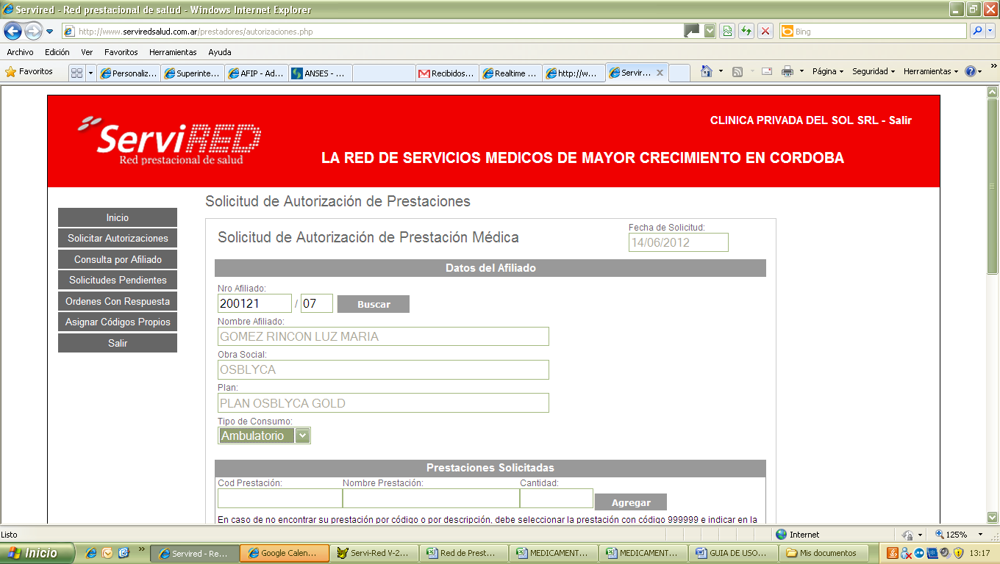 Servired - Red prestacional de salud - Windows Internet Explorer
http://www.serviredsalud.com.ar/prestadores/autorizaciones.php
Bing
Archivo Edición Ver Favoritos Herramientas Ayuda
Favoritos
Personaliz... Superinte... AFIP - Ad... ANSES - ... Recibidos... Realtime ... http://w... Servir... X
Página Seguridad Herramientas
ServiRED
Red prestacional de salud
CLINICA PRIVADA DEL SOL SRL - Salir
LA RED DE SERVICIOS MEDICOS DE MAYOR CRECIMIENTO EN CORDOBA
Inicio
Solicitar Autorizaciones
Consulta por Afiliado
Solicitudes Pendientes
Ordenes Con Respuesta
Asignar Códigos Propios
Salir
Solicitud de Autorización de Prestaciones
Solicitud de Autorización de Prestación Médica
Fecha de Solicitud:
14/06/2012
Datos del Afiliado
Nro Afiliado:
200121 / 07 Buscar
Nombre Afiliado:
GOMEZ RINCON LUZ MARIA
Obra Social:
OSBLYCA
Plan:
PLAN OSBLYCA GOLD
Tipo de Consumo:
Ambulatorio
Prestaciones Solicitadas
Cod Prestación: Nombre Prestación: Cantidad:
Agregar
En caso de no encontrar su prestación por código o por descripción, debe seleccionar la prestación con código 999999 e indicar en la
Listo
Internet
125%
Inicio
Servired - Re... Google Calen... Servi-Red V-2... Red de Prest... MEDICAMENT... MEDICAMENT... GUIA DE USO... Mis documentos
13:17